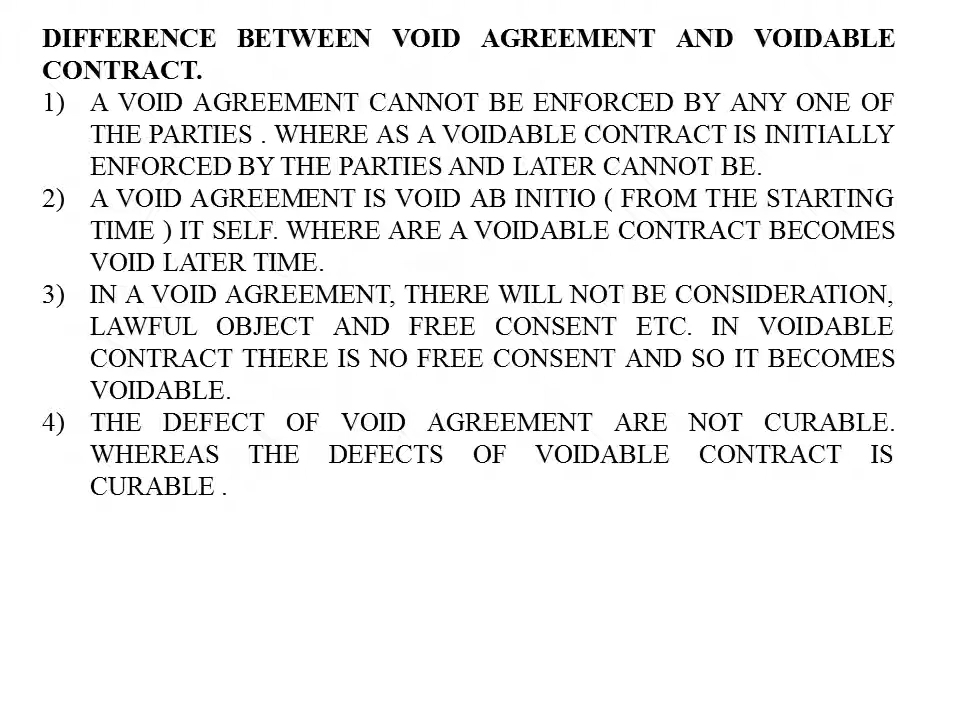 DIFFERENCE BETWEEN VOID AGREEMENT AND VOIDABLE
CONTRACT.
1) A VOID AGREEMENT CANNOT BE ENFORCED BY ANY ONE OF
THE PARTIES . WHERE AS A VOIDABLE CONTRACT IS INITIALLY
ENFORCED BY THE PARTIES AND LATER CANNOT BE.
2) A VOID AGREEMENT IS VOID AB INITIO ( FROM THE STARTING
TIME ) IT SELF. WHERE ARE A VOIDABLE CONTRACT BECOMES
VOID LATER TIME.
3) IN A VOID AGREEMENT, THERE WILL NOT BE CONSIDERATION,
LAWFUL OBJECT AND FREE CONSENT ETC. IN VOIDABLE
CONTRACT THERE IS NO FREE CONSENT AND SO IT BECOMES
VOIDABLE.
4) THE DEFECT OF VOID AGREEMENT ARE NOT CURABLE.
WHEREAS THE DEFECTS OF VOIDABLE CONTRACT IS
CURABLE .